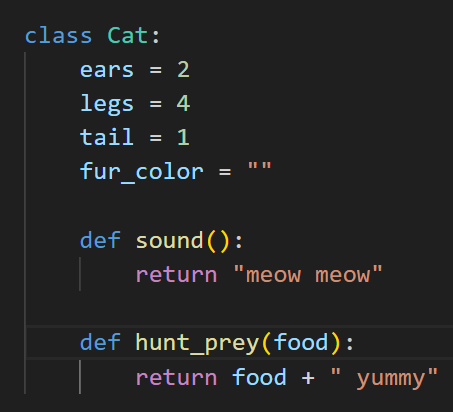 class Cat:
    ears = 2
    legs = 4
    tail = 1
    fur_color = ""

    def sound():
        return "meow meow"

    def hunt_prey(food):
        return food + " yummy"